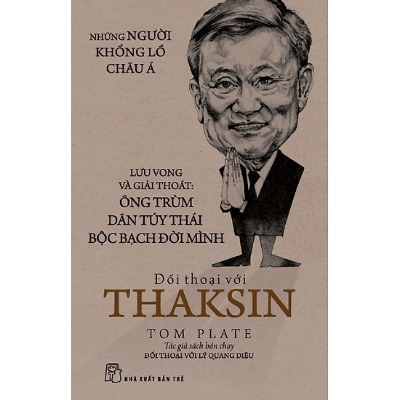 NHỮNG NGƯỜI
KHỔNG LỒ
CHÂU Á
LƯU VONG
VÀ GIẢI THOÁT:
ÔNG TRÙM
DÂN TÚY THÁI
BỘC BẠCH ĐỜI MÌNH
Đối thoại với
THAKSIN
TOM PLATE
Tác giả sách bán chạy
ĐỐI THOẠI VỚI LÝ QUANG DIỆU
NHÀ XUẤT BẢN TRẺ